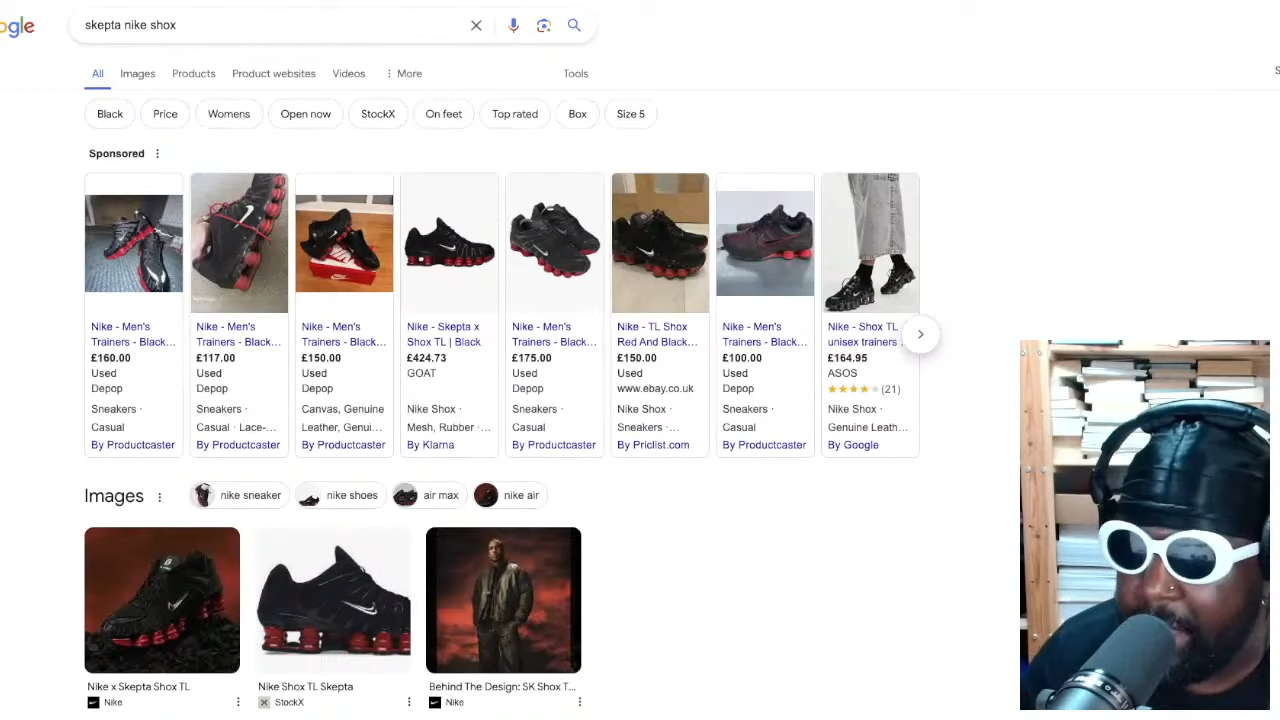 ogle
skepta nike shox
All Images Products Product websites Videos More Tools
S
Black Price Womens Open now StockX On feet Top rated Box Size 5
Sponsored
Nike - Men's
Trainers - Black...
£160.00
Used
Depop
Sneakers ·
Casual
By Productcaster
Nike - Men's
Trainers - Black...
£117.00
Used
Depop
Sneakers ·
Casual · Lace-...
By Productcaster
Nike - Men's
Trainers - Black...
£150.00
Used
Depop
Canvas, Genuine
Leather, Genui...
By Productcaster
Nike - Skepta x
Shox TL | Black
£424.73
GOAT
Nike Shox ·
Mesh, Rubber ·...
By Klarna
Nike - Men's
Trainers - Black...
£175.00
Used
Depop
Sneakers ·
Casual
By Productcaster
Nike - TL Shox
Red And Black...
£150.00
Used
www.ebay.co.uk
Nike Shox ·
Sneakers ·...
By Priclist.com
Nike - Men's
Trainers - Black...
£100.00
Used
Depop
Sneakers ·
Casual
By Productcaster
Nike - Shox TL
unisex trainers ...
£164.95
ASOS
(21)
Nike Shox ·
Genuine Leath...
By Google
Images nike sneaker nike shoes air max nike air
Nike x Skepta Shox TL
Nike
Nike Shox TL Skepta
StockX
Behind The Design: SK Shox T...
Nike